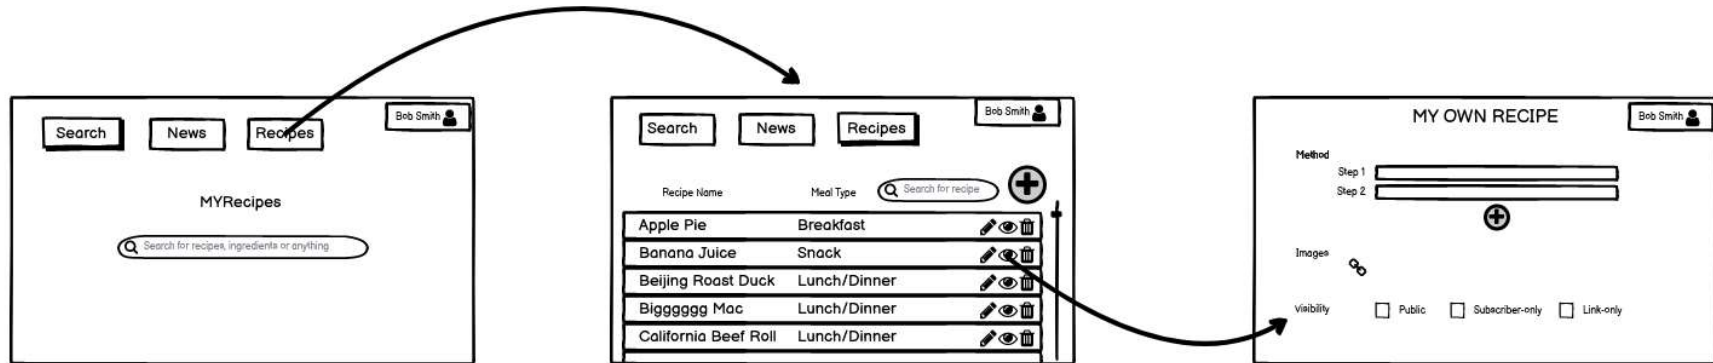 Bob Smith
Search News Recipes
MYRecipes
Search for recipes, ingredients or anything
Bob Smith
Search News Recipes
Recipe Name Meal Type Search for recipe
Apple Pie Breakfast
Banana Juice Snack
Beijing Roast Duck Lunch/Dinner
Bigggggg Mac Lunch/Dinner
California Beef Roll Lunch/Dinner
MY OWN RECIPE Bob Smith
Method
Step 1
Step 2
Images
Visibility Public Subscriber-only Link-only